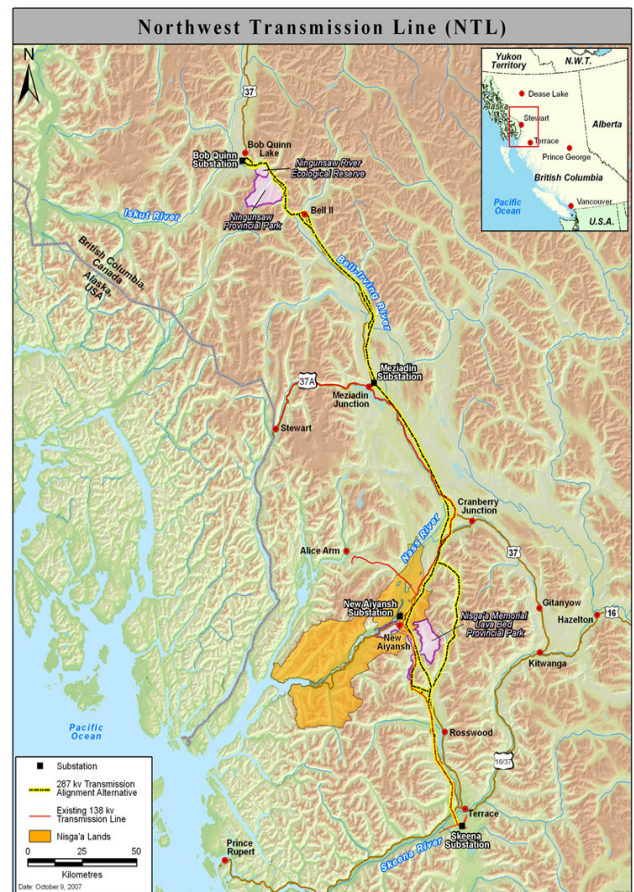 Northwest Transmission Line (NTL)
N
Yukon
Territory
N.W.T.
Dease Lake
Alaska
Stewart
Alberta
Terrace
Prince George
British Columbia
Pacific
Ocean
Vancouver
U.S.A.
37
Bob Quinn
Lake
Bob Quinn
Substation
Ningunsaw River
Ecological Reserve
Ningunsaw
Provincial Park
Iskut River
Bell II
British Columbia,
Canada
Alaska,
USA
Bell-Irving River
Meziadin
Substation
37A
Meziadin
Junction
Stewart
Cranberry
Junction
Nass River
Alice Arm
37
New Aiyansh
Substation
Nisga'a Memorial
Lava Bed
Provincial Park
Gitanyow
Hazelton
16
New
Aiyansh
Kitwanga
Pacific
Ocean
Rosswood
16/37
Terrace
Skeena
Substation
Skeena River
Prince
Rupert
Substation
287 kv Transmission
Alignment Alternative
Existing 138 kv
Transmission Line
Nisga'a Lands
0 25 50
Kilometres
Date: October 9, 2007